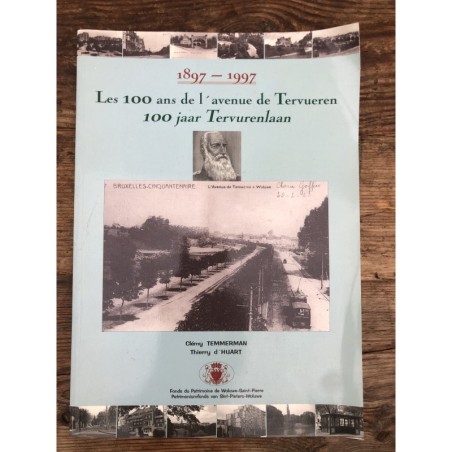 1897 – 1997
Les 100 ans de l'avenue de Tervueren
100 jaar Tervurenlaan
BRUXELLES-CINQUANTENAIRE.
L'Avenue de Tervueren à Woluwe
Clémy TEMMERMAN
Thierry d'HUART
Fonds du Patrimoine de Woluwe-Saint-Pierre
Patrimoniumfonds van Sint-Pieters-Woluwe